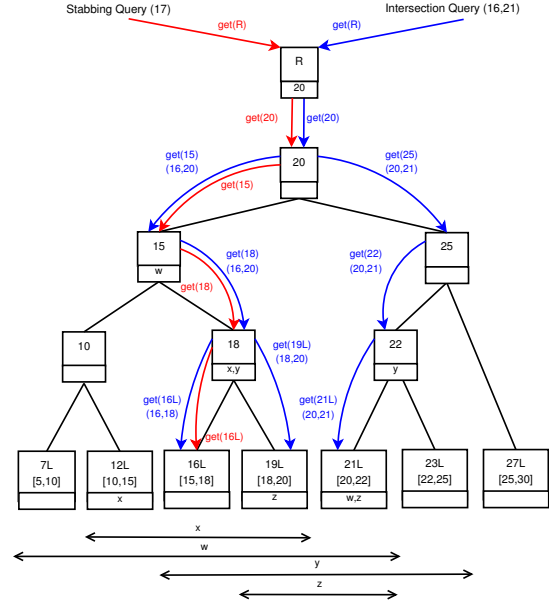 Stabbing Query (17)
Intersection Query (16,21)
get(R)
get(R)
R
20
get(20)
get(20)
20
get(15)
(16,20)
get(15)
get(25)
(20,21)
15
w
25
get(18)
(16,20)
get(18)
get(22)
(20,21)
10
18
x,y
22
y
get(19L)
(18,20)
get(16L)
(16,18)
get(16L)
get(21L)
(20,21)
7L
[5,10]
12L
[10,15]
x
16L
[15,18]
19L
[18,20]
z
21L
[20,22]
w,z
23L
[22,25]
27L
[25,30]
x
w
y
z